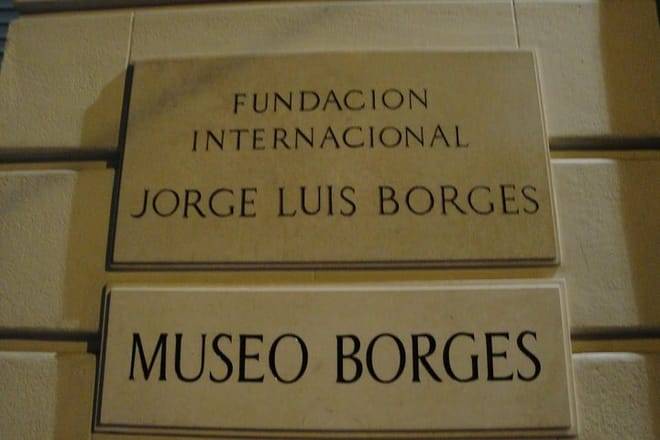 FUNDACION
INTERNACIONAL
JORGE LUIS BORGES
MUSEO BORGES